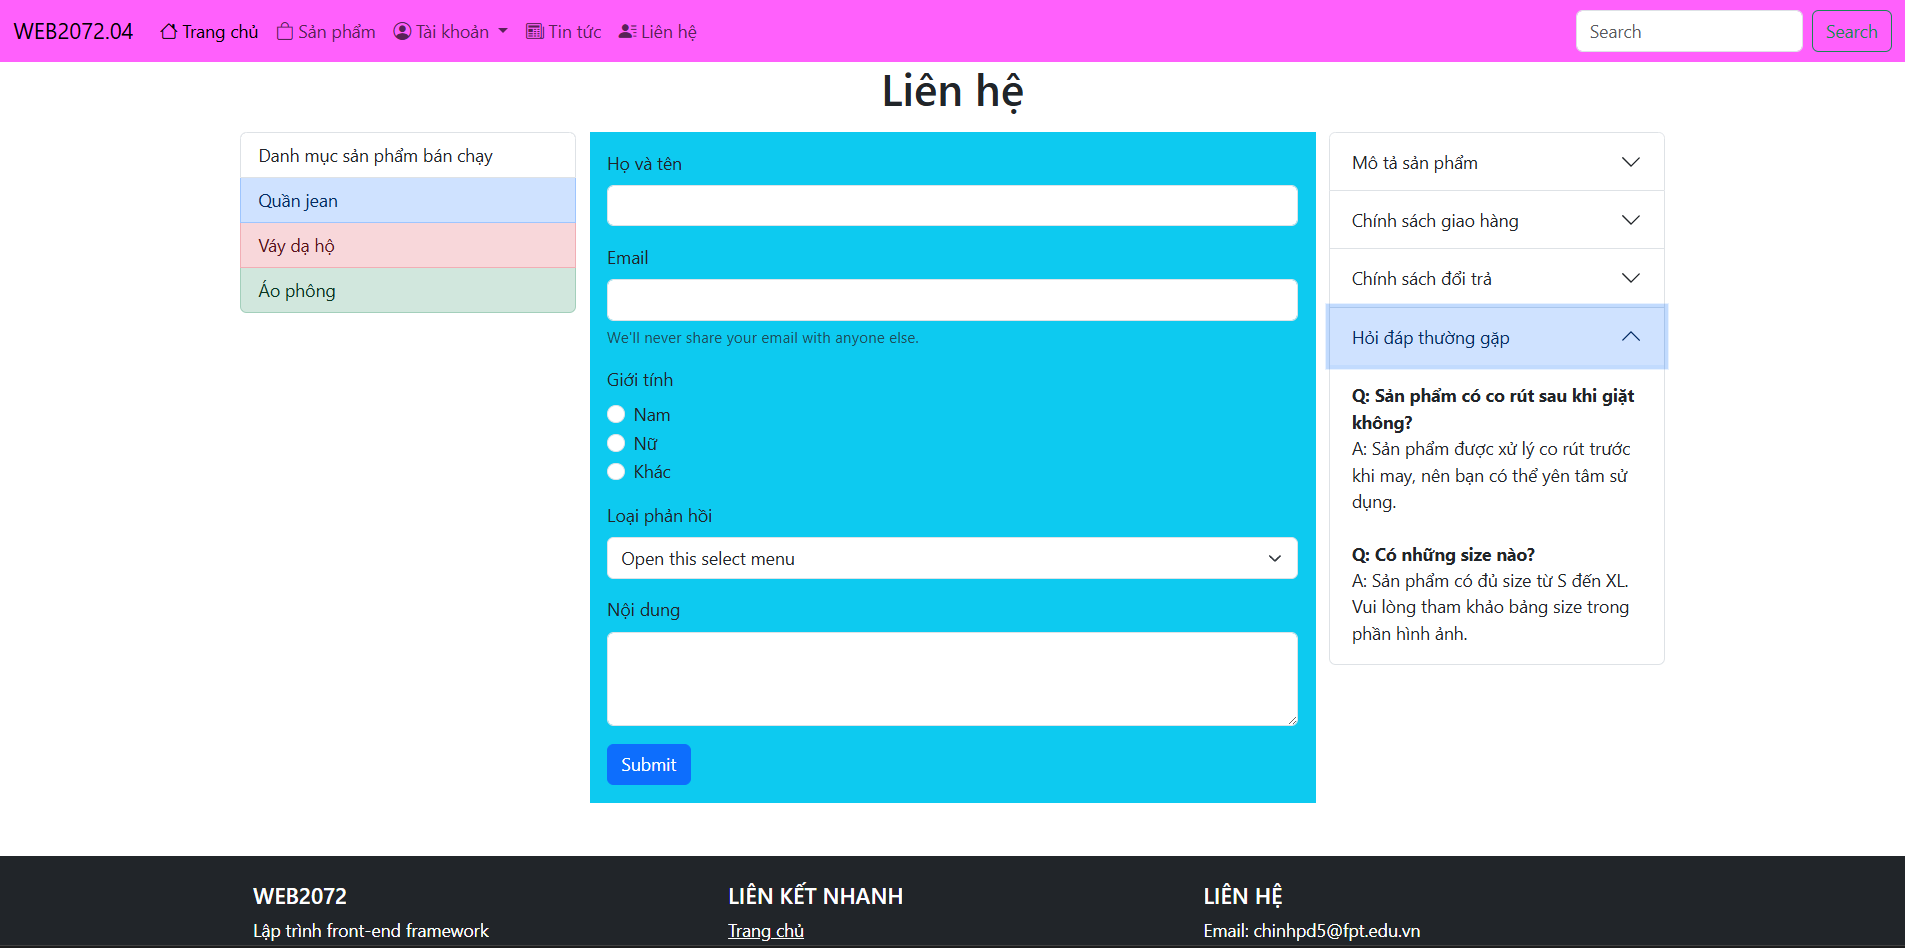 WEB2072.04 Trang chủ Sản phẩm Tài khoản Tin tức Liên hệ Search Search
Liên hệ
Danh mục sản phẩm bán chạy
Quần jean
Váy dạ hộ
Áo phông
Họ và tên
Email
We'll never share your email with anyone else.
Giới tính
Nam
Nữ
Khác
Loại phản hồi
Open this select menu
Nội dung
Submit
Mô tả sản phẩm
Chính sách giao hàng
Chính sách đổi trả
Hỏi đáp thường gặp
Q: Sản phẩm có co rút sau khi giặt
không?
A: Sản phẩm được xử lý co rút trước
khi may, nên bạn có thể yên tâm sử
dụng.
Q: Có những size nào?
A: Sản phẩm có đủ size từ S đến XL.
Vui lòng tham khảo bảng size trong
phần hình ảnh.
WEB2072
Lập trình front-end framework
LIÊN KẾT NHANH
Trang chủ
LIÊN HỆ
Email: chinhpd5@fpt.edu.vn